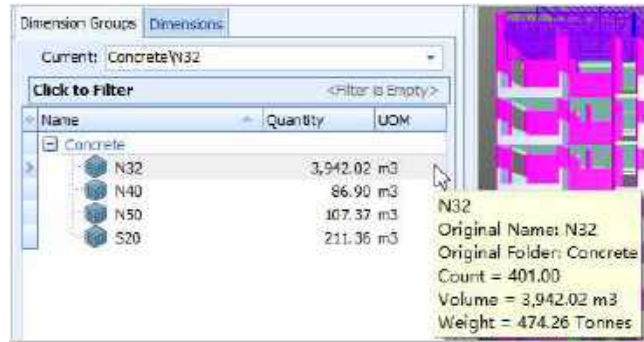 Dimension Groups Dimensions
Current: Concrete\N32
Click to Filter <Filter is Empty>
Name Quantity UOM
Concrete
N32 3,942.02 m3
N40 86.90 m3
N50 107.37 m3
S20 211.36 m3
N32
Original Name: N32
Original Folder: Concrete
Count = 401.00
Volume = 3,942.02 m3
Weight = 474.26 Tonnes